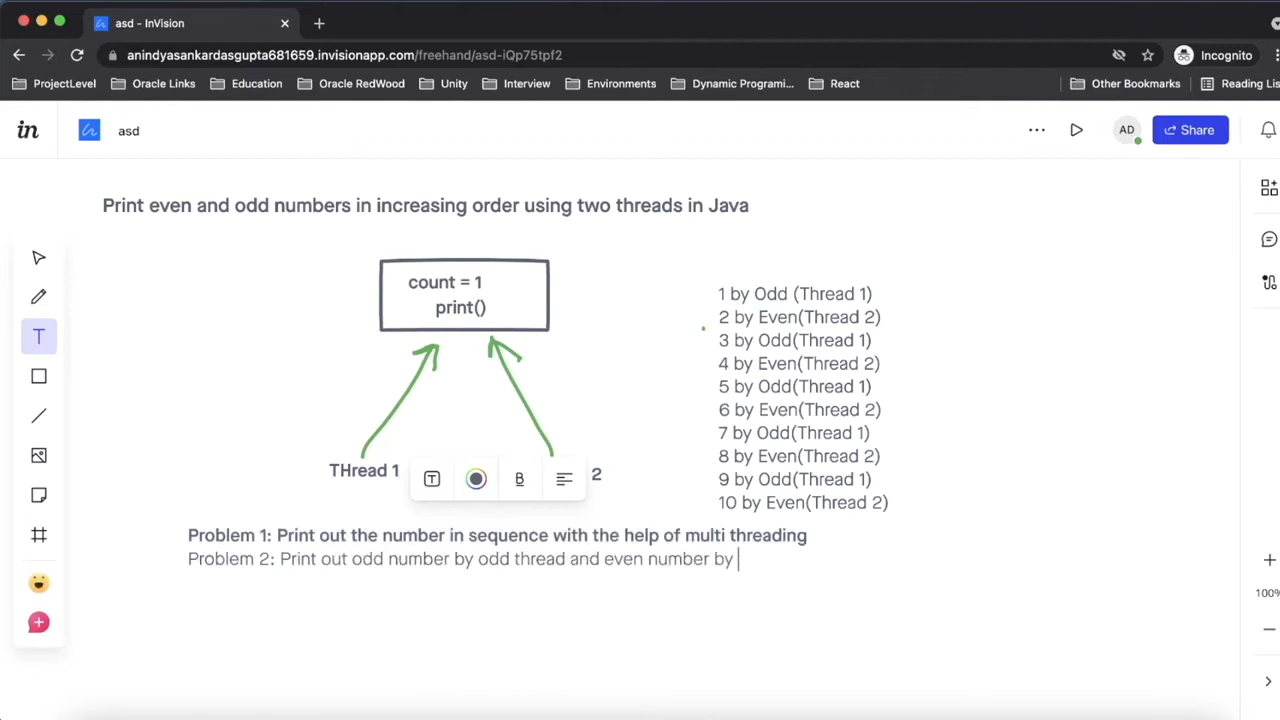 asd - InVision
anindyasankardasgupta681659.invisionapp.com/freehand/asd-iQp75tpf2
Incognito
ProjectLevel
Oracle Links
Education
Oracle RedWood
Unity
Interview
Environments
Dynamic Programi...
React
Other Bookmarks
Reading Lis
in
asd
AD
Share
Print even and odd numbers in increasing order using two threads in Java
count = 1
print()
1 by Odd (Thread 1)
2 by Even(Thread 2)
3 by Odd(Thread 1)
4 by Even(Thread 2)
5 by Odd(Thread 1)
6 by Even(Thread 2)
7 by Odd(Thread 1)
8 by Even(Thread 2)
9 by Odd(Thread 1)
10 by Even(Thread 2)
T
THread 1
T
B
2
Problem 1: Print out the number in sequence with the help of multi threading
Problem 2: Print out odd number by odd thread and even number by
100%